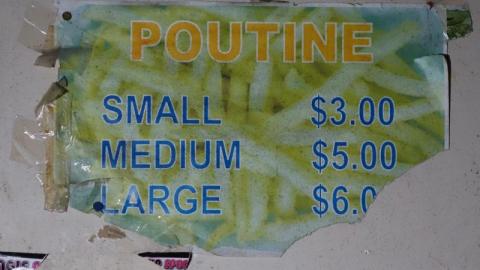 POUTINE
SMALL $3.00
MEDIUM $5.00
LARGE $6.0